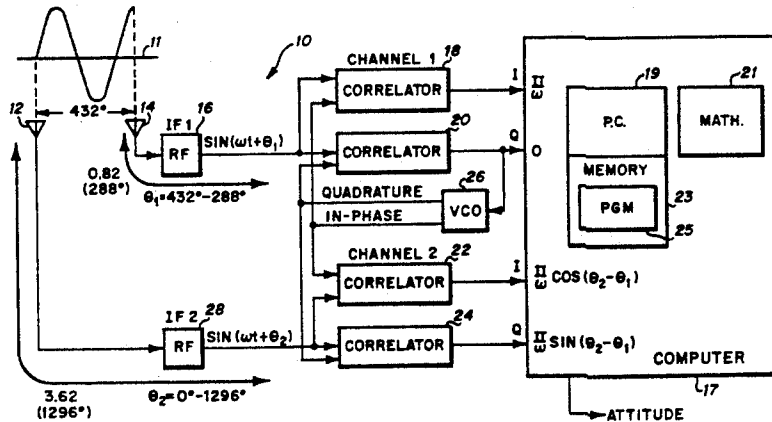 11
10
12
432°
14
IF 1
16
RF
SIN(ωt+θ₁)
0.82
(288°)
θ₁=432°-288°
CHANNEL 1
18
CORRELATOR
20
CORRELATOR
QUADRATURE
IN-PHASE
26
VCO
CHANNEL 2
22
CORRELATOR
24
CORRELATOR
IF 2
28
RF
SIN(ωt+θ₂)
3.62
(1296°)
θ₂=0°-1296°
I
II/ω
Q
O
19
P.C.
21
MATH.
MEMORY
23
PGM
25
I
II/ω COS(θ₂-θ₁)
Q
II/ω SIN(θ₂-θ₁)
COMPUTER
17
ATTITUDE